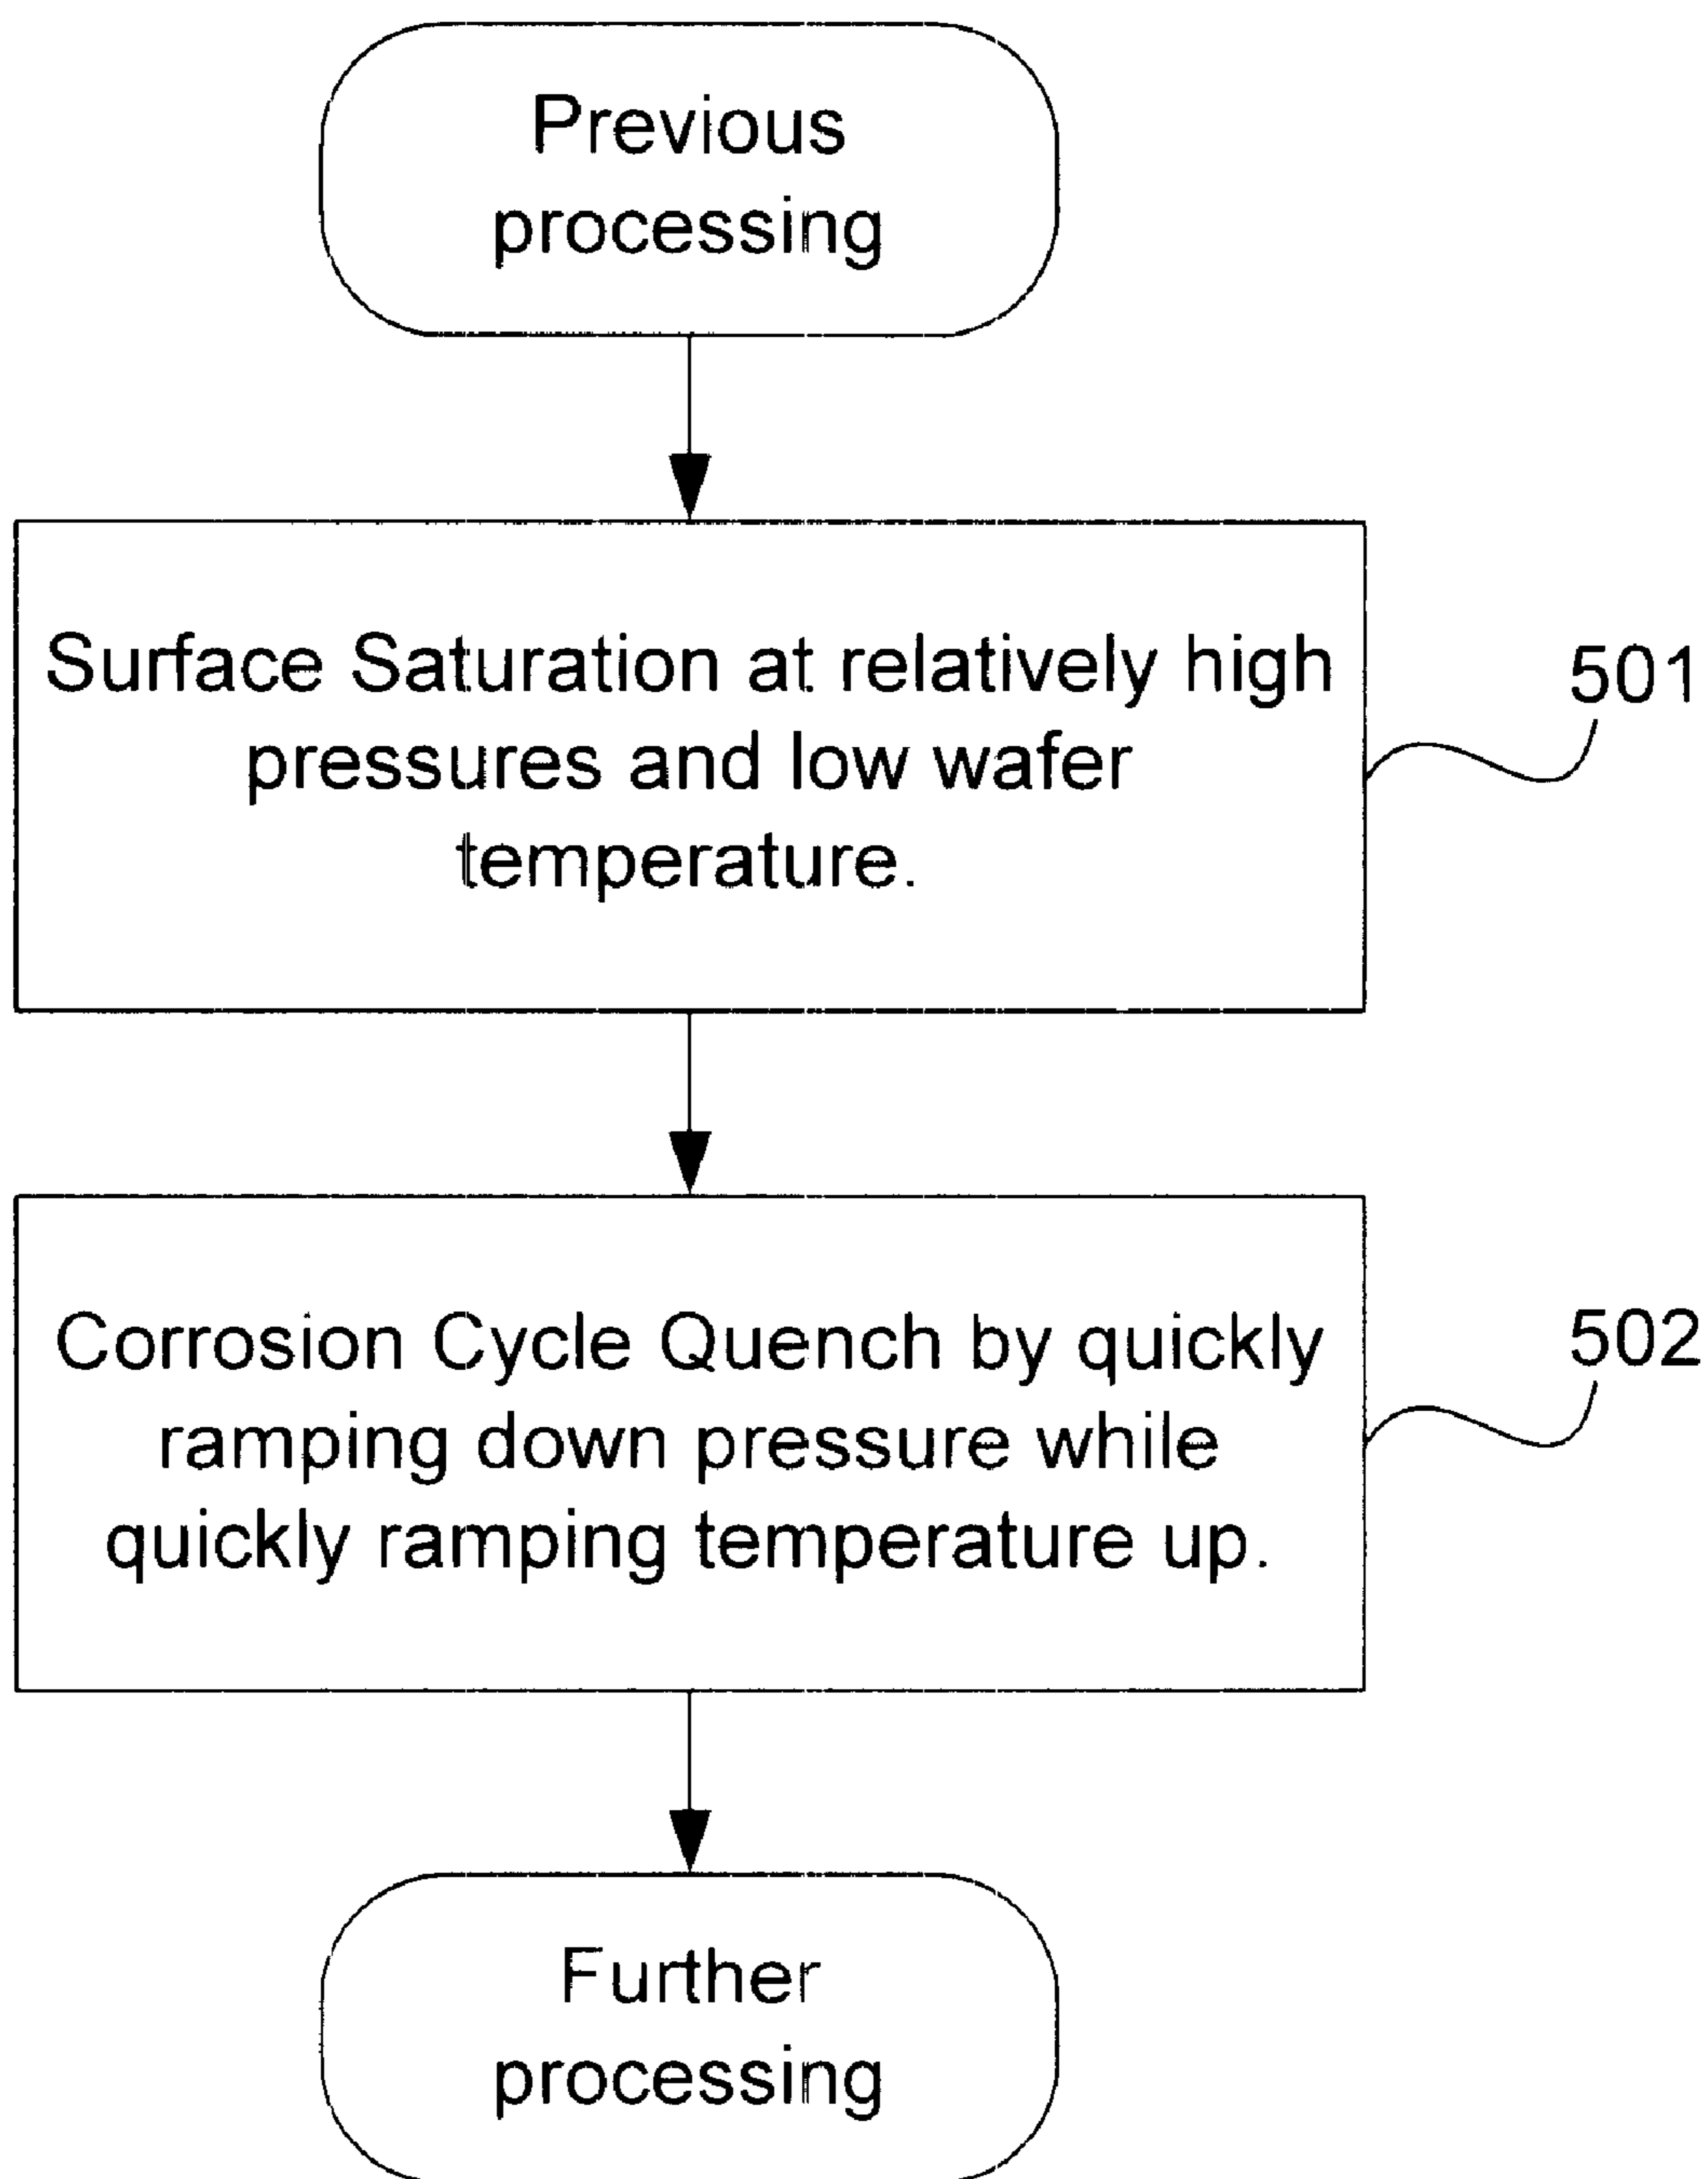 Previous
processing
Surface Saturation at relatively high
pressures and low wafer
temperature.
501
Corrosion Cycle Quench by quickly
ramping down pressure while
quickly ramping temperature up.
502
Further
processing